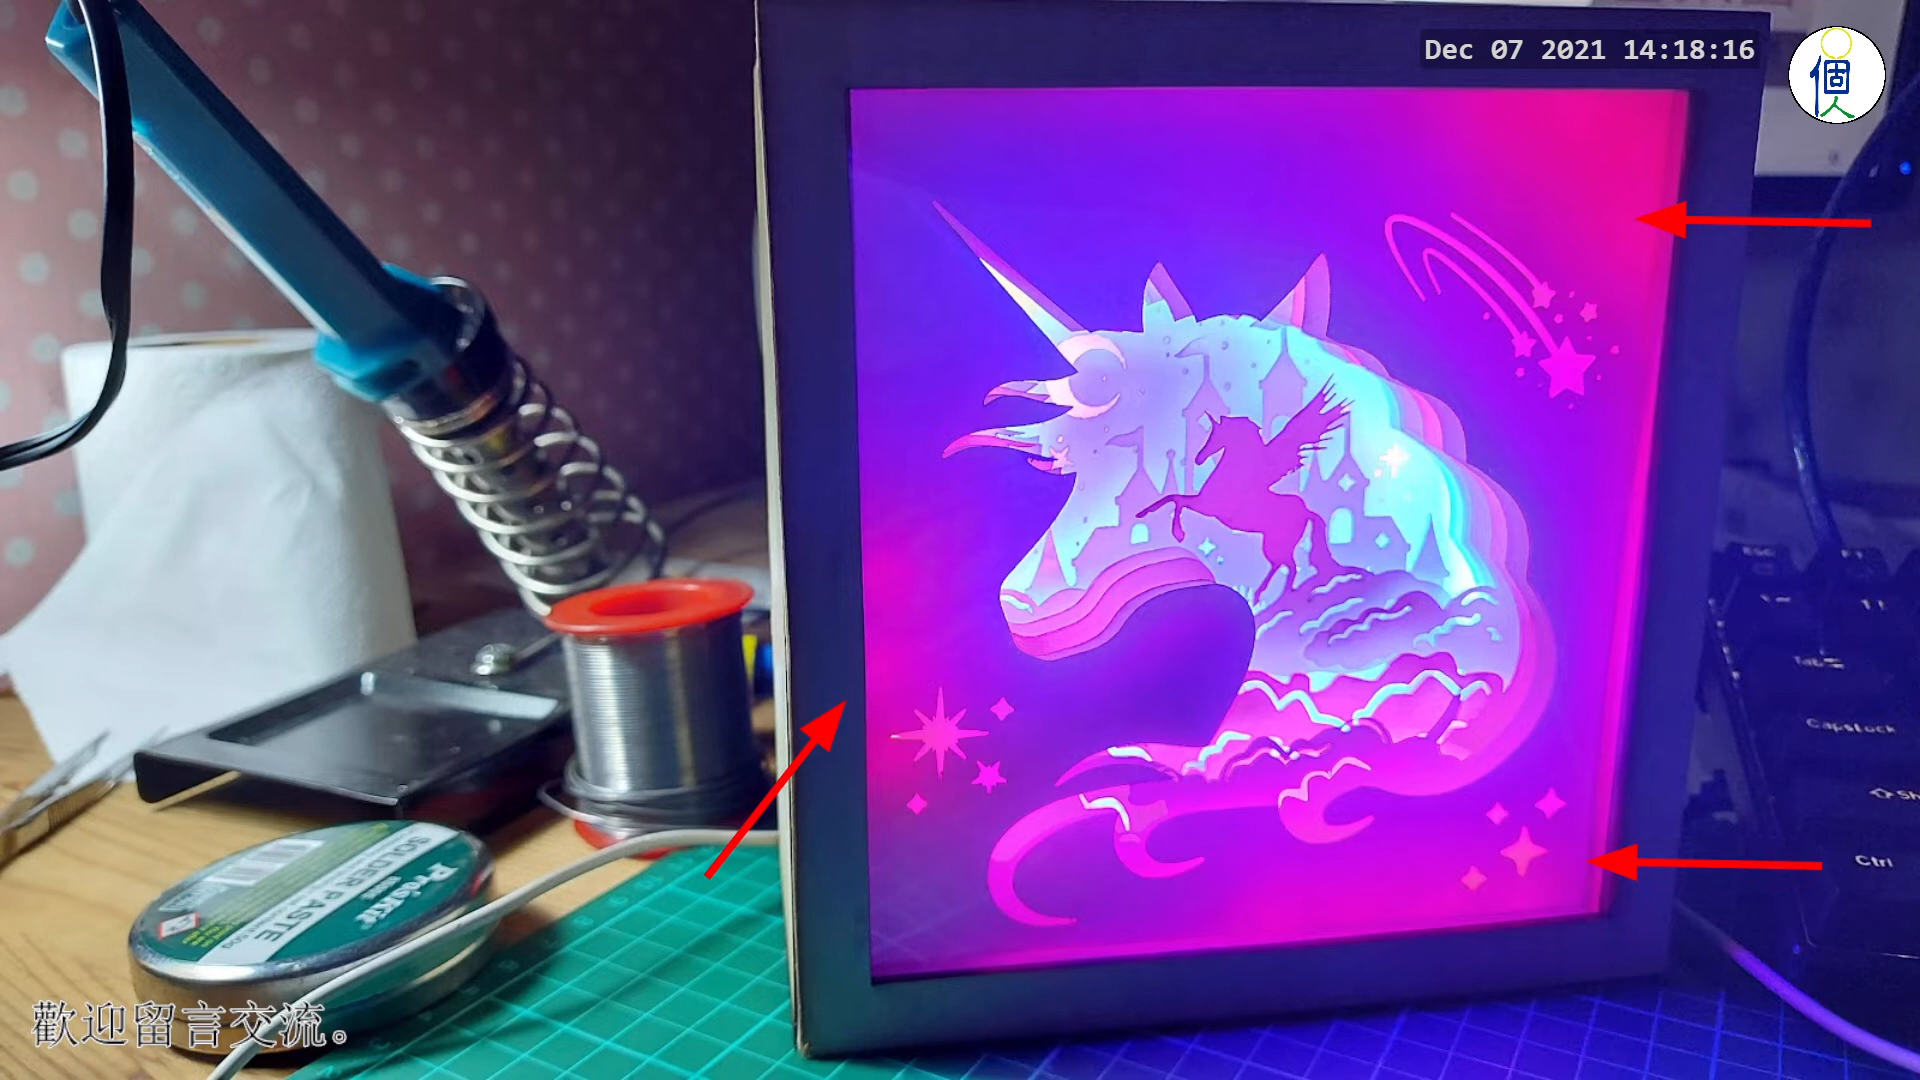 Dec 07 2021 14:18:16
個人
Esc
F1
Tab
CapsLock
Ctrl
ProsKit
SOLDER PASTE
歡迎留言交流。